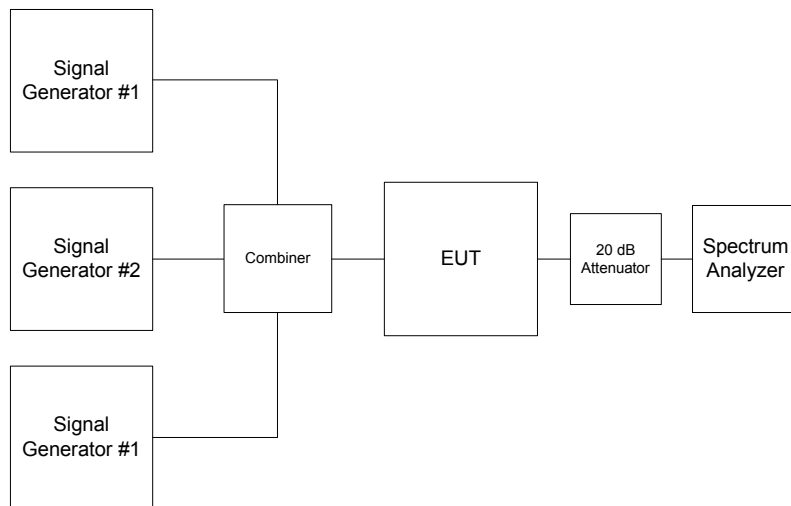 Signal
Generator #1
Signal
Generator #2
Combiner
EUT
20 dB
Attenuator
Spectrum
Analyzer
Signal
Generator #1